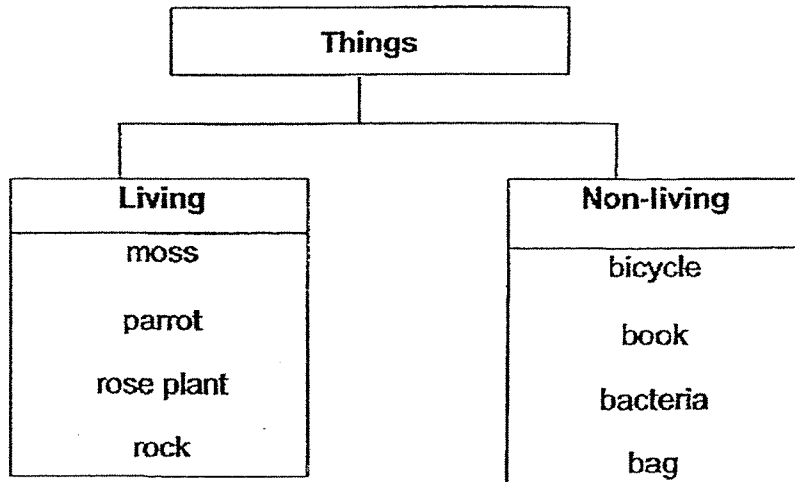 Things
Living
moss
parrot
rose plant
rock
Non-living
bicycle
book
bacteria
bag